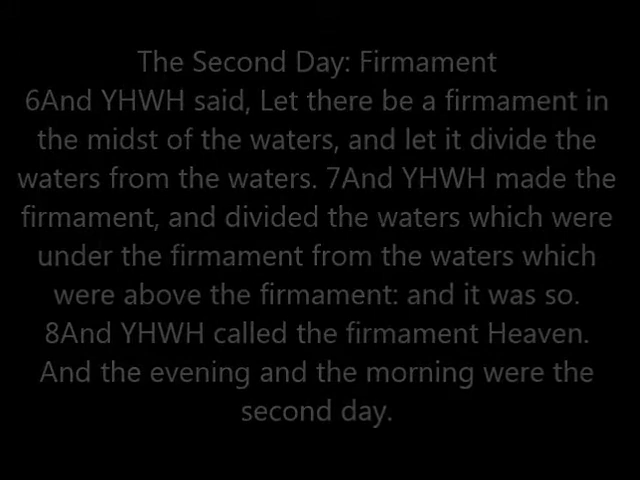 The Second Day: Firmament
6And YHWH said, Let there be a firmament in
the midst of the waters, and let it divide the
waters from the waters. 7And YHWH made the
firmament, and divided the waters which were
under the firmament from the waters which
were above the firmament: and it was so.
8And YHWH called the firmament Heaven.
And the evening and the morning were the
second day.